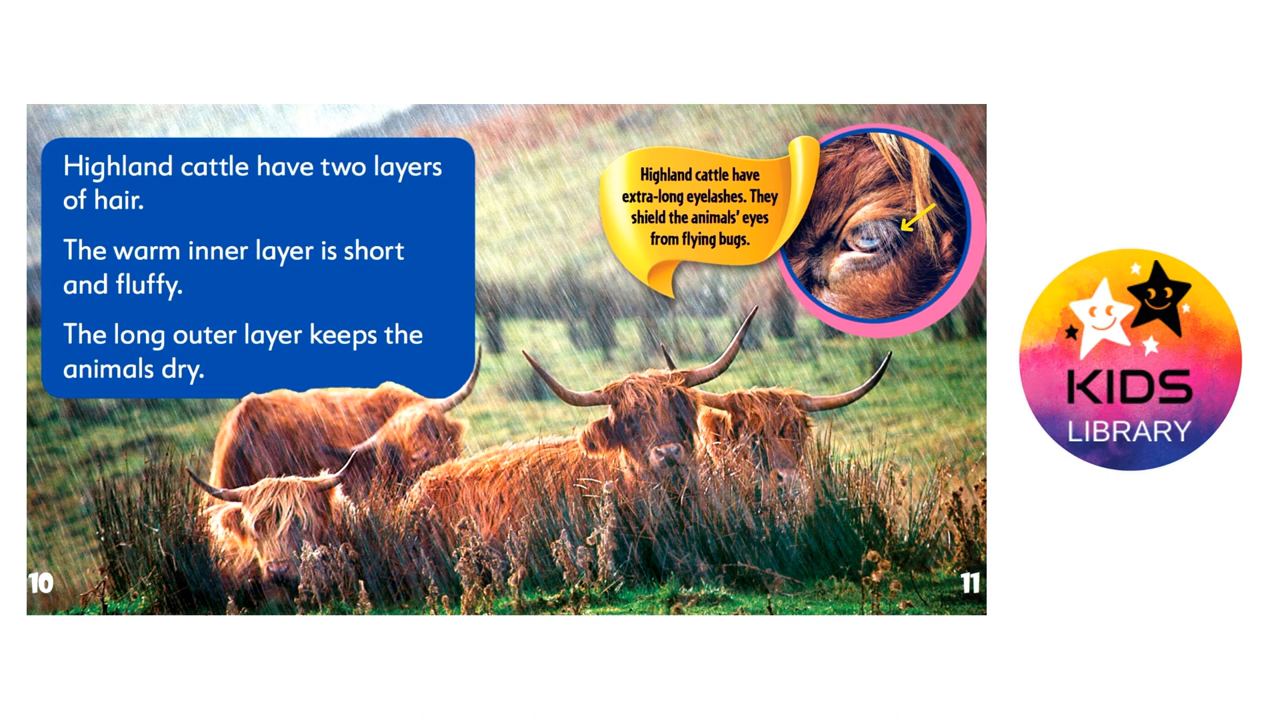 Highland cattle have two layers
of hair.
The warm inner layer is short
and fluffy.
The long outer layer keeps the
animals dry.
Highland cattle have
extra-long eyelashes. They
shield the animals' eyes
from flying bugs.
10
11
KIDS
LIBRARY